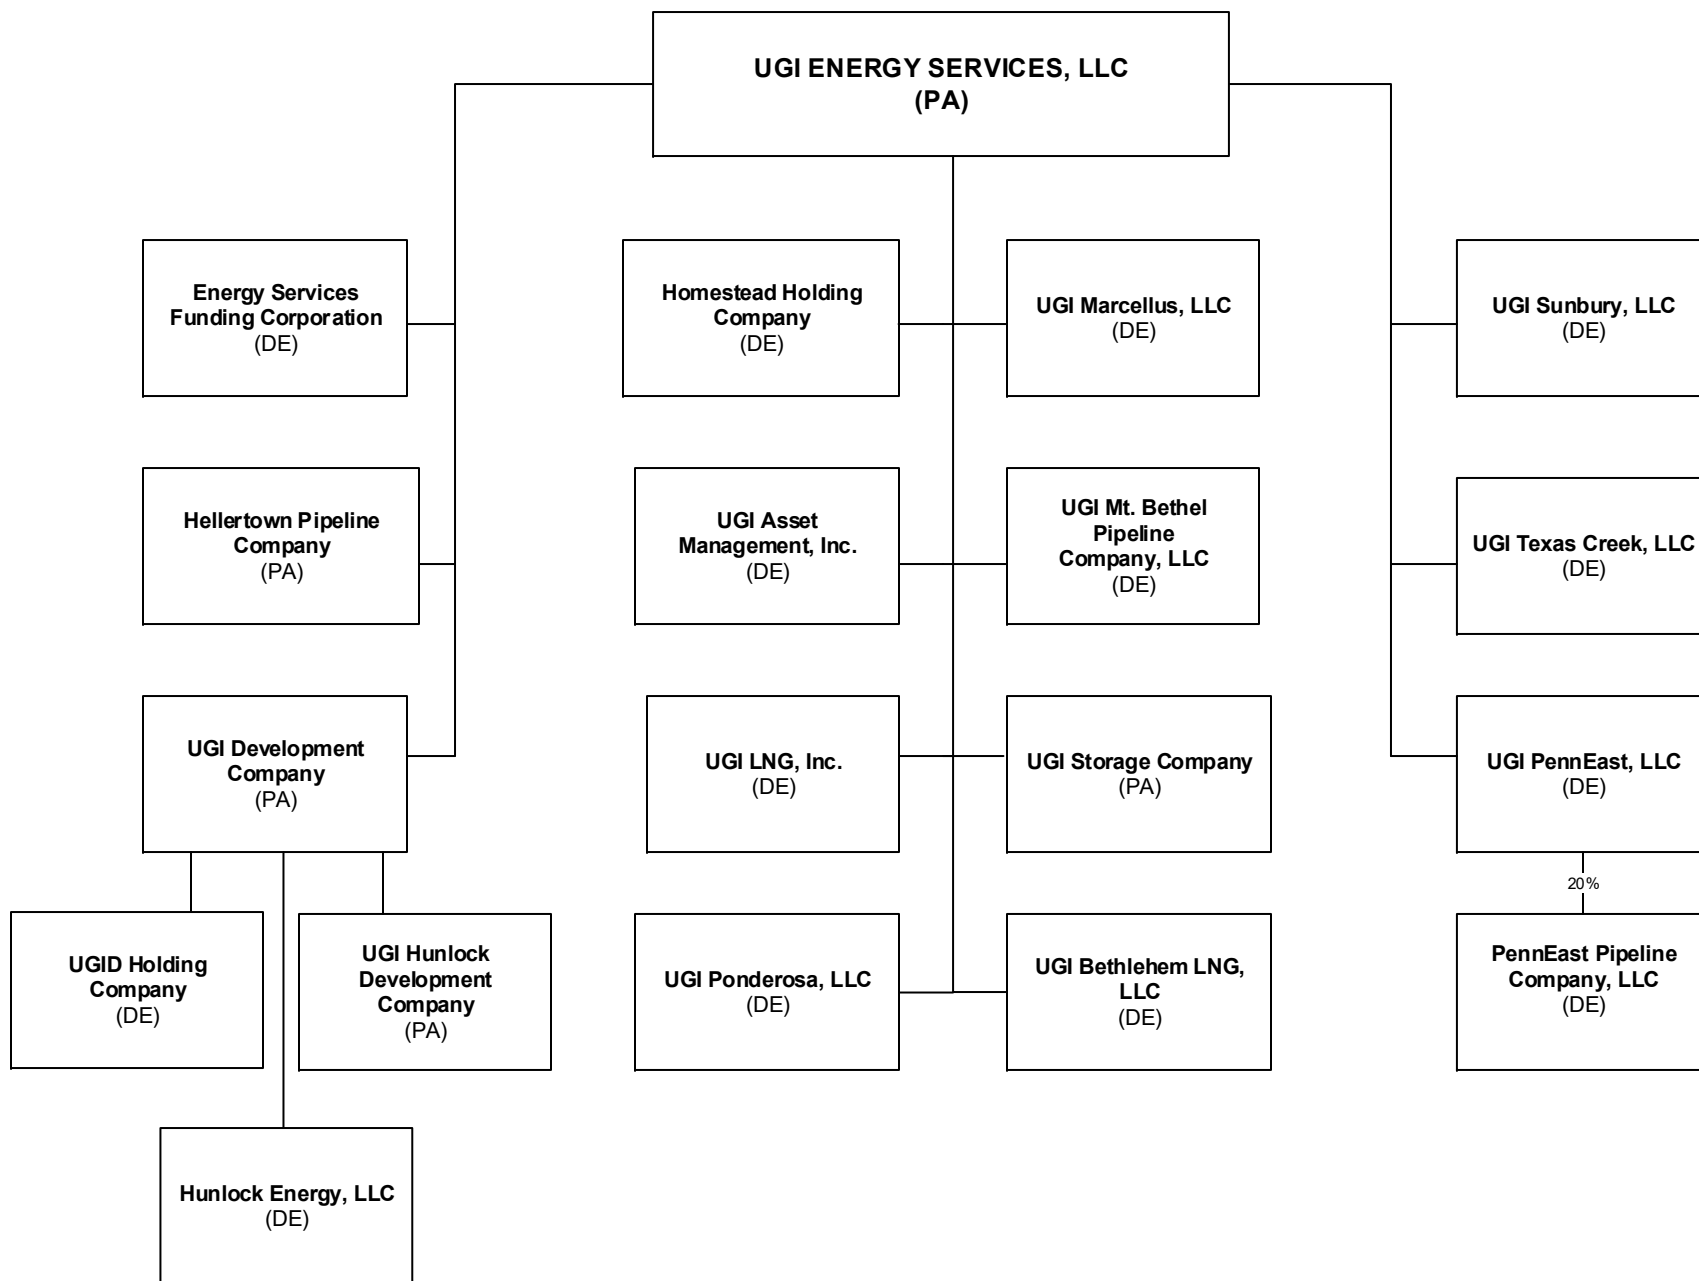 UGI ENERGY SERVICES, LLC
(PA)
Energy Services
Funding Corporation
(DE)
Homestead Holding
Company
(DE)
UGI Marcellus, LLC
(DE)
UGI Sunbury, LLC
(DE)
Hellertown Pipeline
Company
(PA)
UGI Asset
Management, Inc.
(DE)
UGI Mt. Bethel
Pipeline
Company, LLC
(DE)
UGI Texas Creek, LLC
(DE)
UGI Development
Company
(PA)
UGI LNG, Inc.
(DE)
UGI Storage Company
(PA)
UGI PennEast, LLC
(DE)
20%
UGID Holding
Company
(DE)
UGI Hunlock
Development
Company
(PA)
UGI Ponderosa, LLC
(DE)
UGI Bethlehem LNG,
LLC
(DE)
PennEast Pipeline
Company, LLC
(DE)
Hunlock Energy, LLC
(DE)